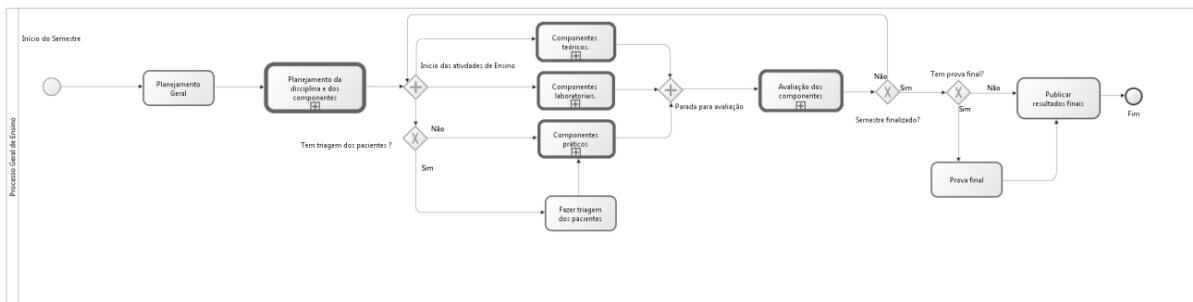 Processo Geral de Ensino
Início do Semestre
Planejamento
Geral
Planejamento da
disciplina e dos
componentes
Inicio das atividades de Ensino
Tem triagem dos pacientes ?
Não
Sim
Componentes
teóricos.
Componentes
laboratoriais.
Componentes
práticos
Fazer triagem
dos pacientes
Parada para avaliação
Avaliação dos
componentes
Não
Sim
Semestre finalizado?
Tem prova final?
Não
Sim
Prova final
Publicar
resultados finais
Fim